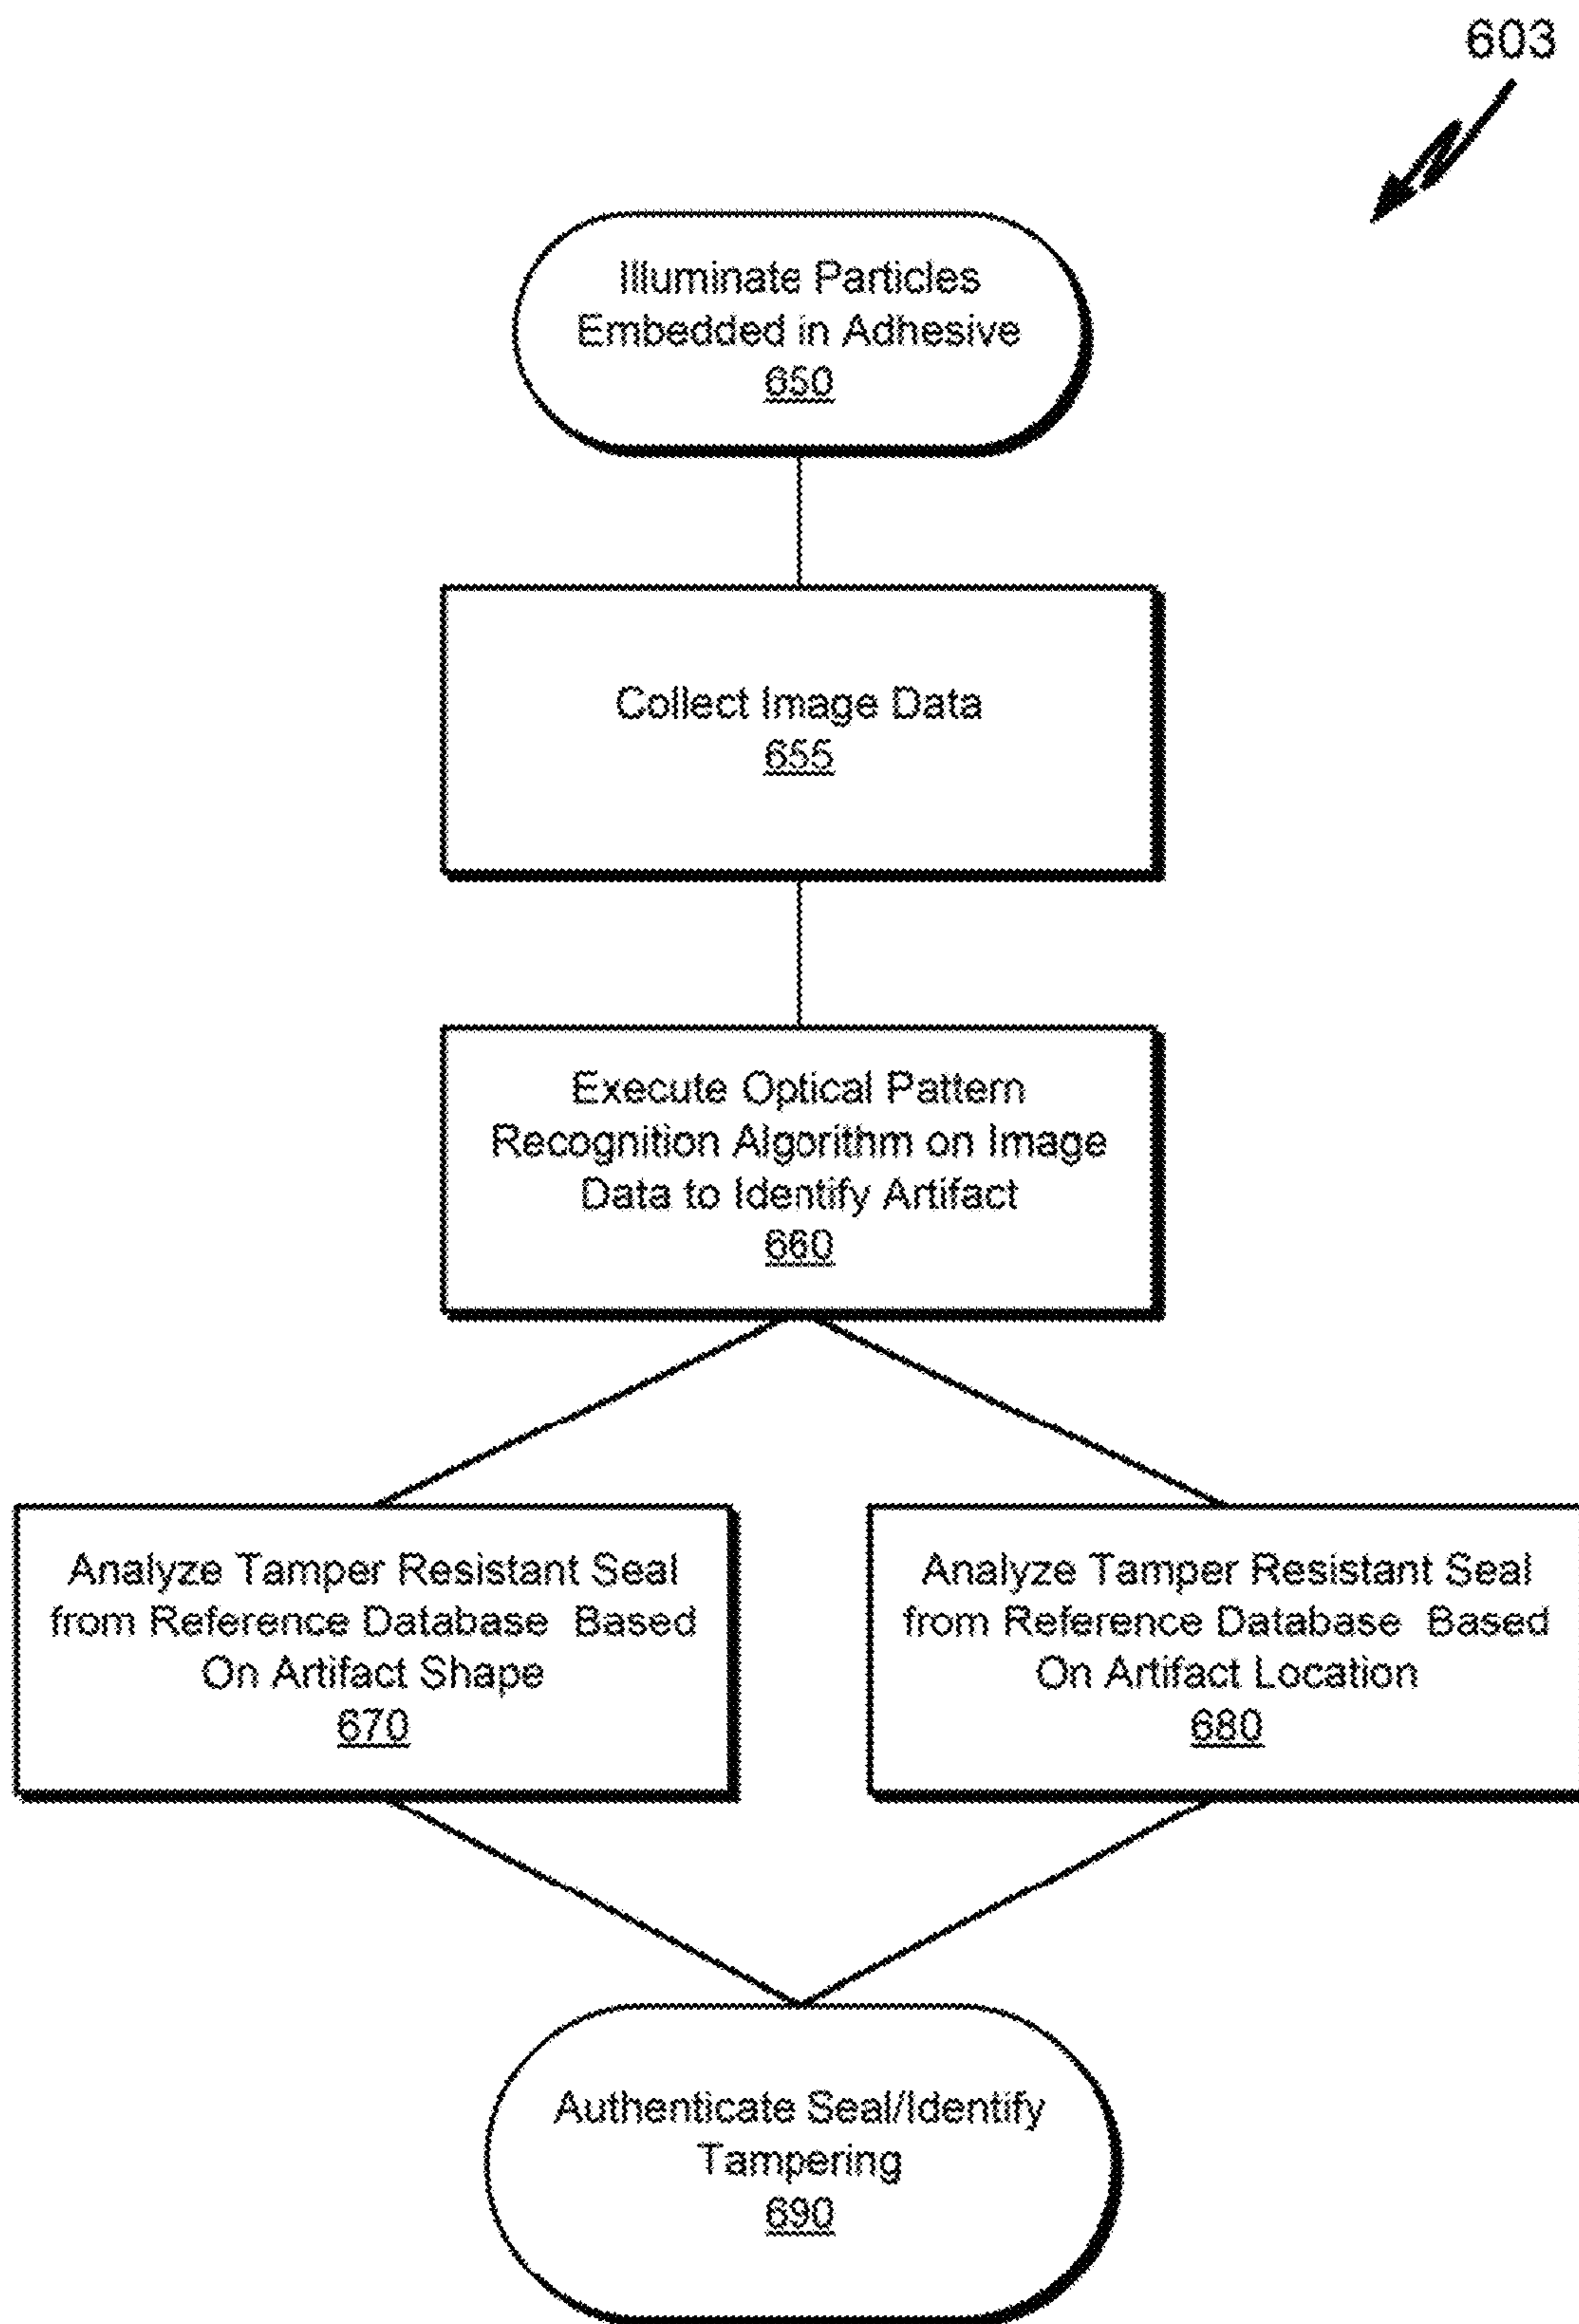 603
Illuminate Particles
Embedded in Adhesive
650
Collect Image Data
655
Execute Optical Pattern
Recognition Algorithm on Image
Data to Identify Artifact
660
Analyze Tamper Resistant Seal
from Reference Database Based
On Artifact Shape
670
Analyze Tamper Resistant Seal
from Reference Database Based
On Artifact Location
680
Authenticate Seal/Identify
Tampering
690